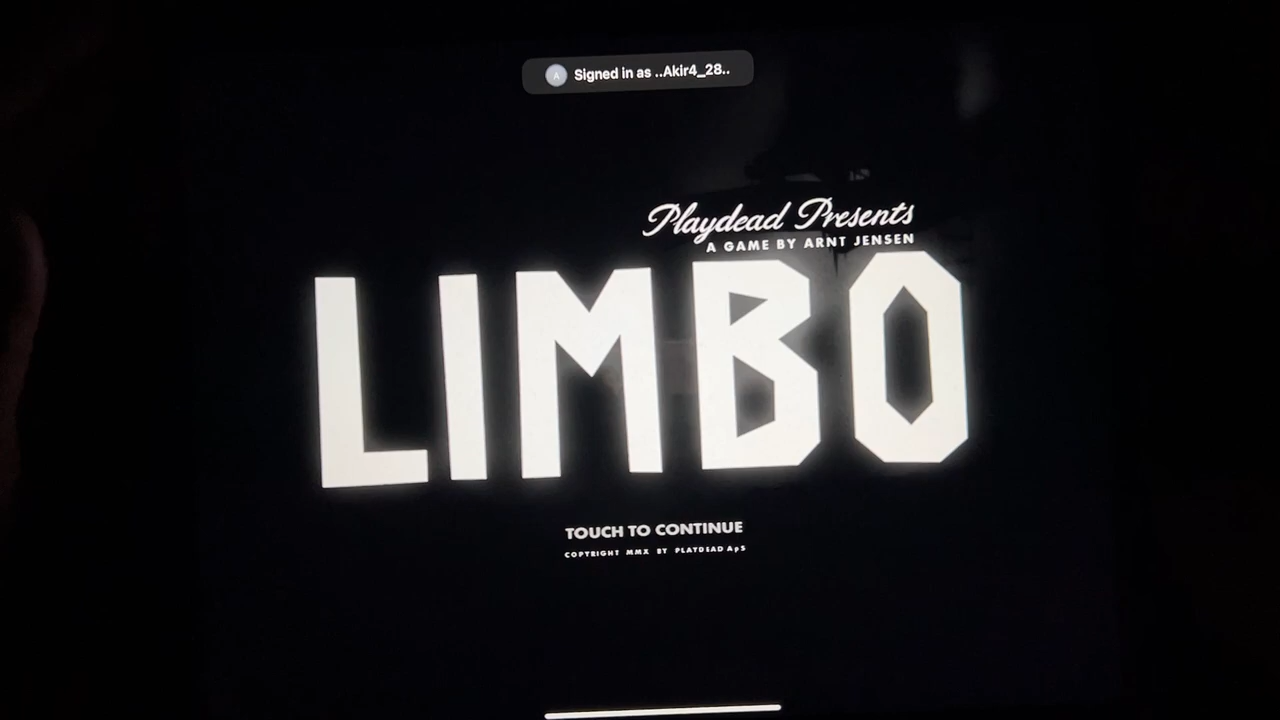 A Signed in as ..Akir4_28..
Playdead Presents
A GAME BY ARNT JENSEN
LIMBO
TOUCH TO CONTINUE
COPYRIGHT MMX BY PLAYDEAD ApS